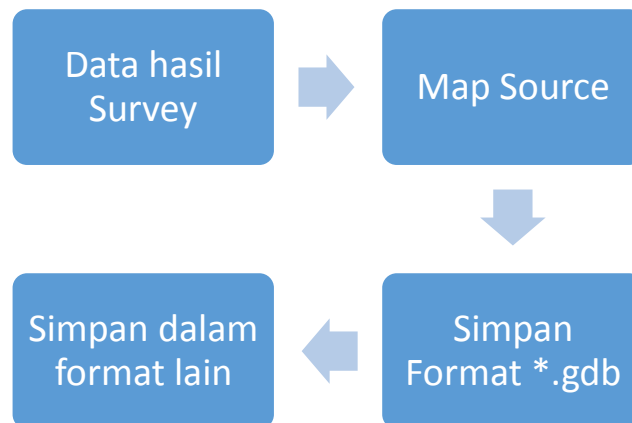 Data hasil
Survey
Map Source
Simpan
Format *.gdb
Simpan dalam
format lain